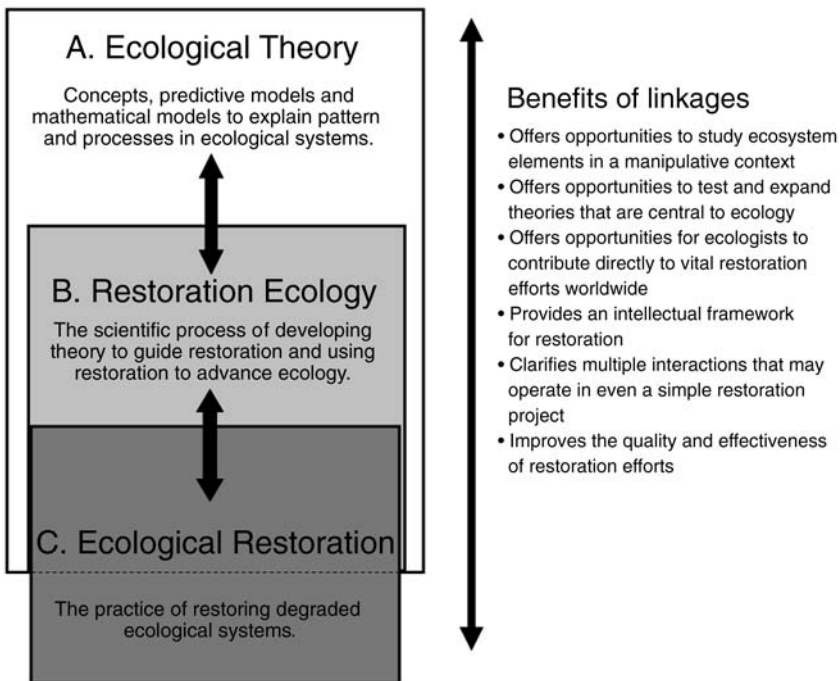 A. Ecological Theory
Concepts, predictive models and
mathematical models to explain pattern
and processes in ecological systems.
B. Restoration Ecology
The scientific process of developing
theory to guide restoration and using
restoration to advance ecology.
C. Ecological Restoration
The practice of restoring degraded
ecological systems.
Benefits of linkages
• Offers opportunities to study ecosystem
elements in a manipulative context
• Offers opportunities to test and expand
theories that are central to ecology
• Offers opportunities for ecologists to
contribute directly to vital restoration
efforts worldwide
• Provides an intellectual framework
for restoration
• Clarifies multiple interactions that may
operate in even a simple restoration
project
• Improves the quality and effectiveness
of restoration efforts